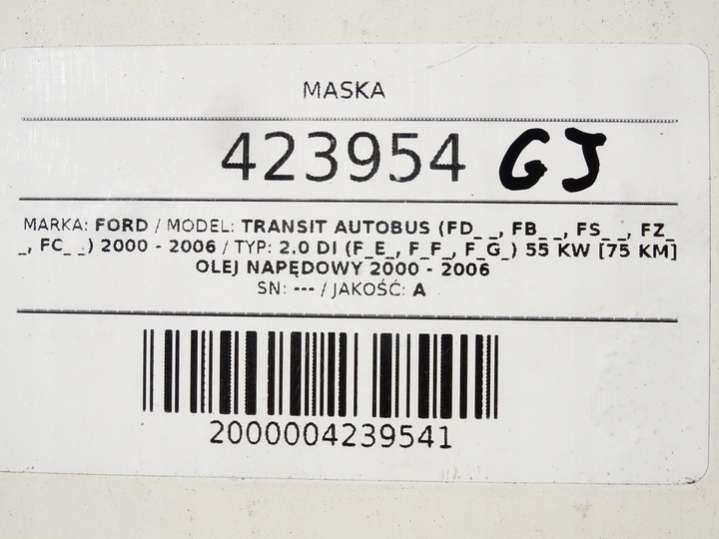 MASKA
423954 GJ
MARKA: FORD / MODEL: TRANSIT AUTOBUS (FD_ _, FB_ _, FS_ _, FZ_
_, FC_ _) 2000 - 2006 / TYP: 2.0 DI (F_E_, F_F_, F_G_) 55 KW [75 KM]
OLEJ NAPĘDOWY 2000 - 2006
SN: --- / JAKOŚĆ: A
2000004239541